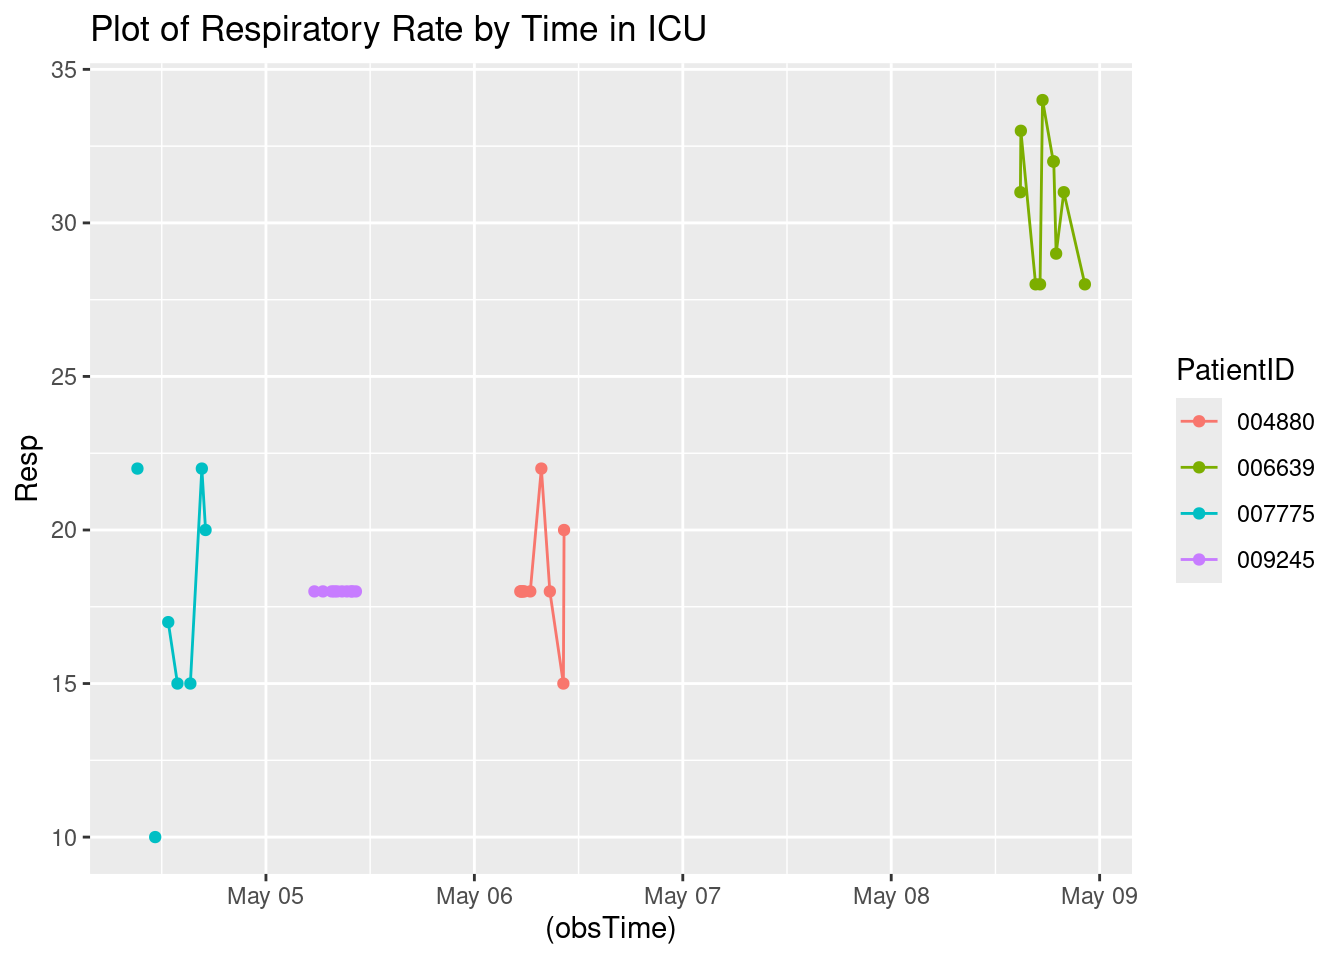 Plot of Respiratory Rate by Time in ICU
35
30
25
20
15
10
Resp
May 05
May 06
May 07
May 08
May 09
(obsTime)
PatientID
004880
006639
007775
009245